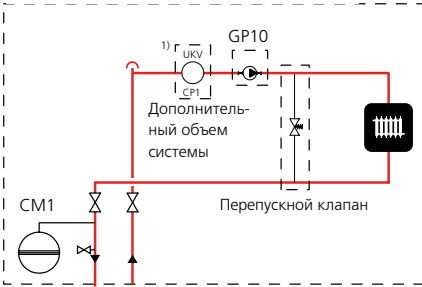 1)
UKV
GP10
CP1
Дополнитель-
ный объем
системы
CM1
Перепускной клапан